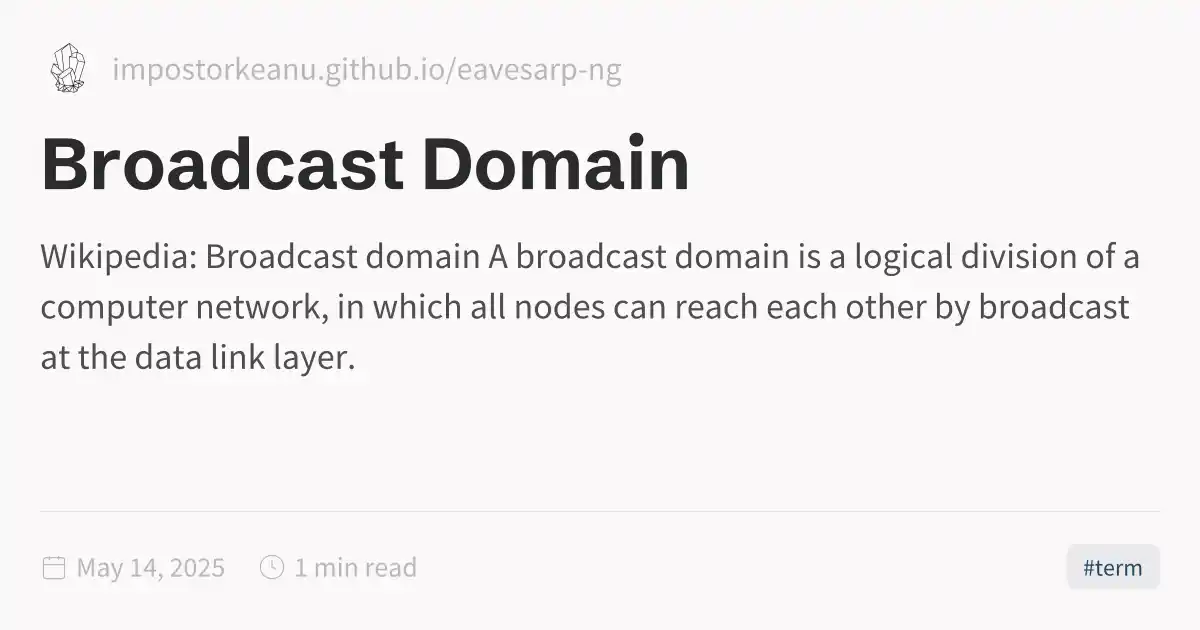 impostorkeanu.github.io/eavesarp-ng
Broadcast Domain
Wikipedia: Broadcast domain A broadcast domain is a logical division of a
computer network, in which all nodes can reach each other by broadcast
at the data link layer.
May 14, 2025 1 min read #term